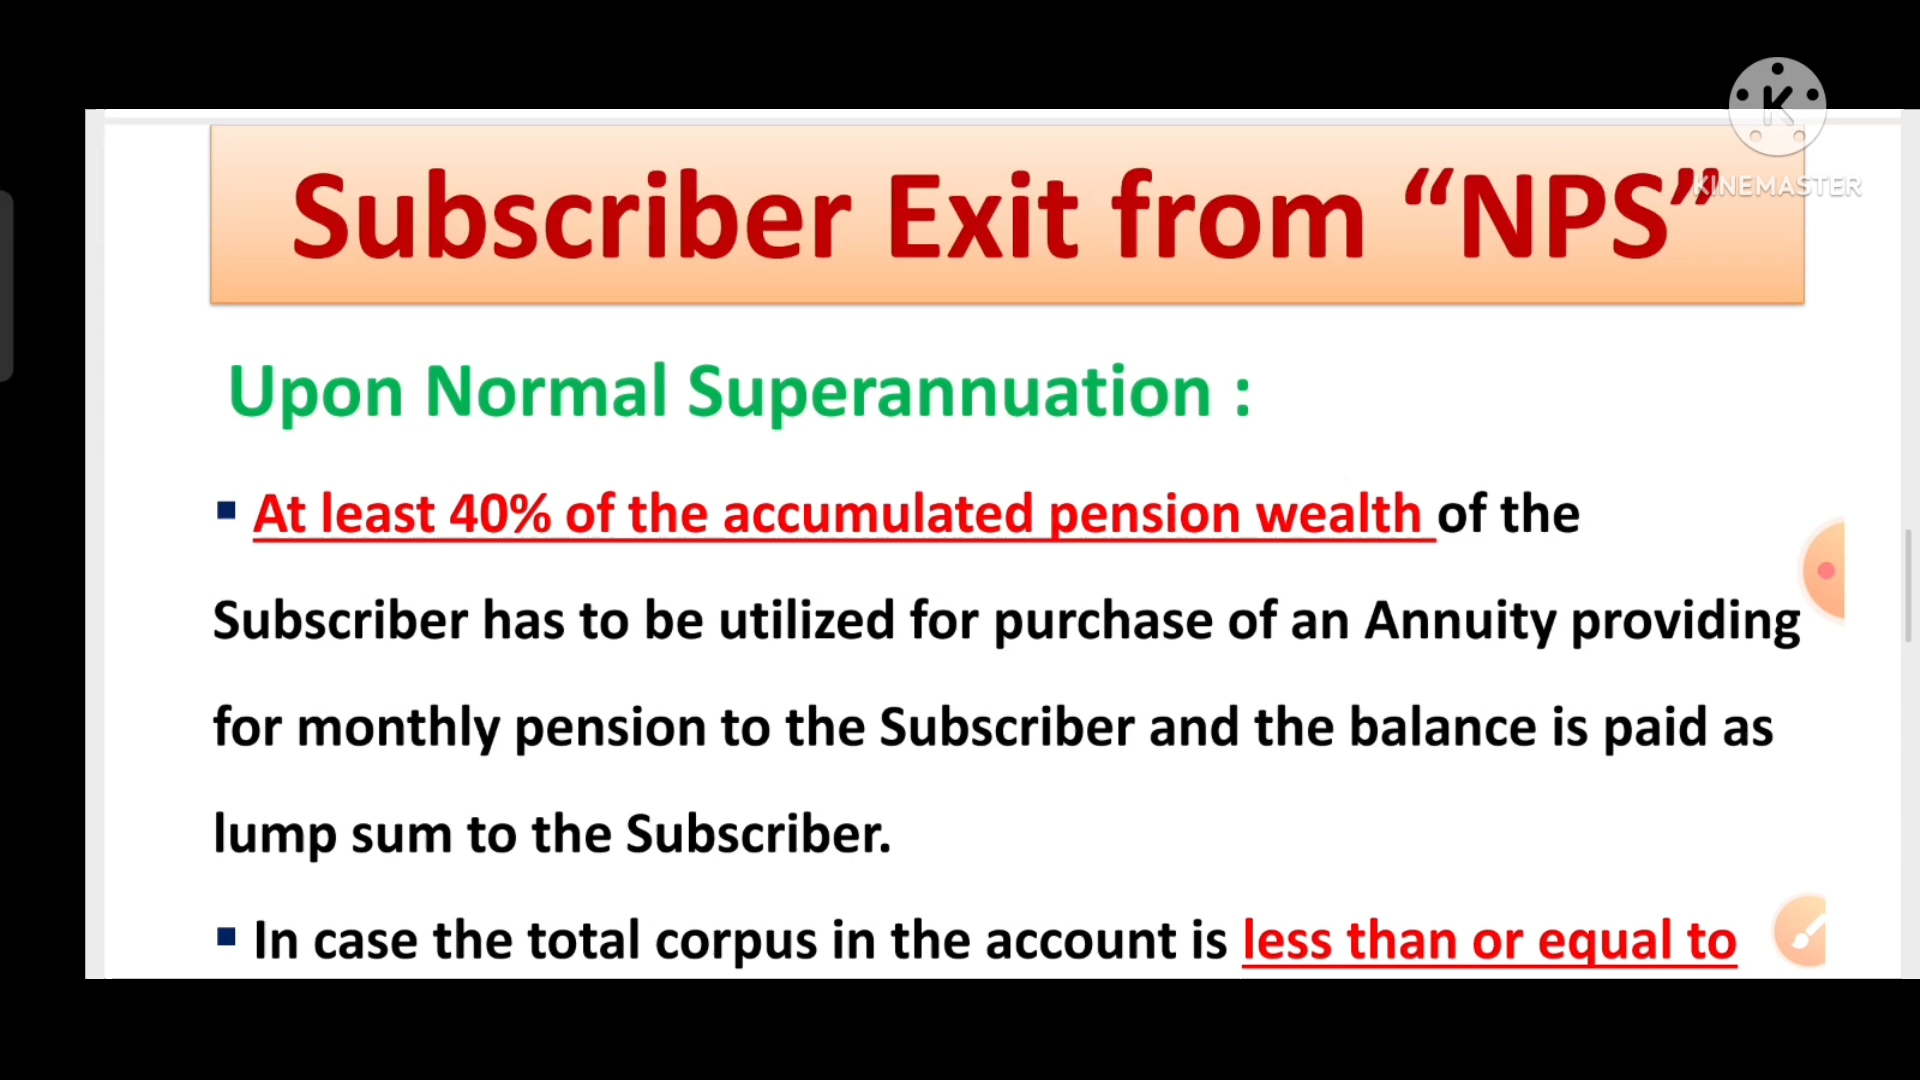 Subscriber Exit from “NPS”
KINEMASTER
Upon Normal Superannuation :
▪ At least 40% of the accumulated pension wealth of the
Subscriber has to be utilized for purchase of an Annuity providing
for monthly pension to the Subscriber and the balance is paid as
lump sum to the Subscriber.
▪ In case the total corpus in the account is less than or equal to